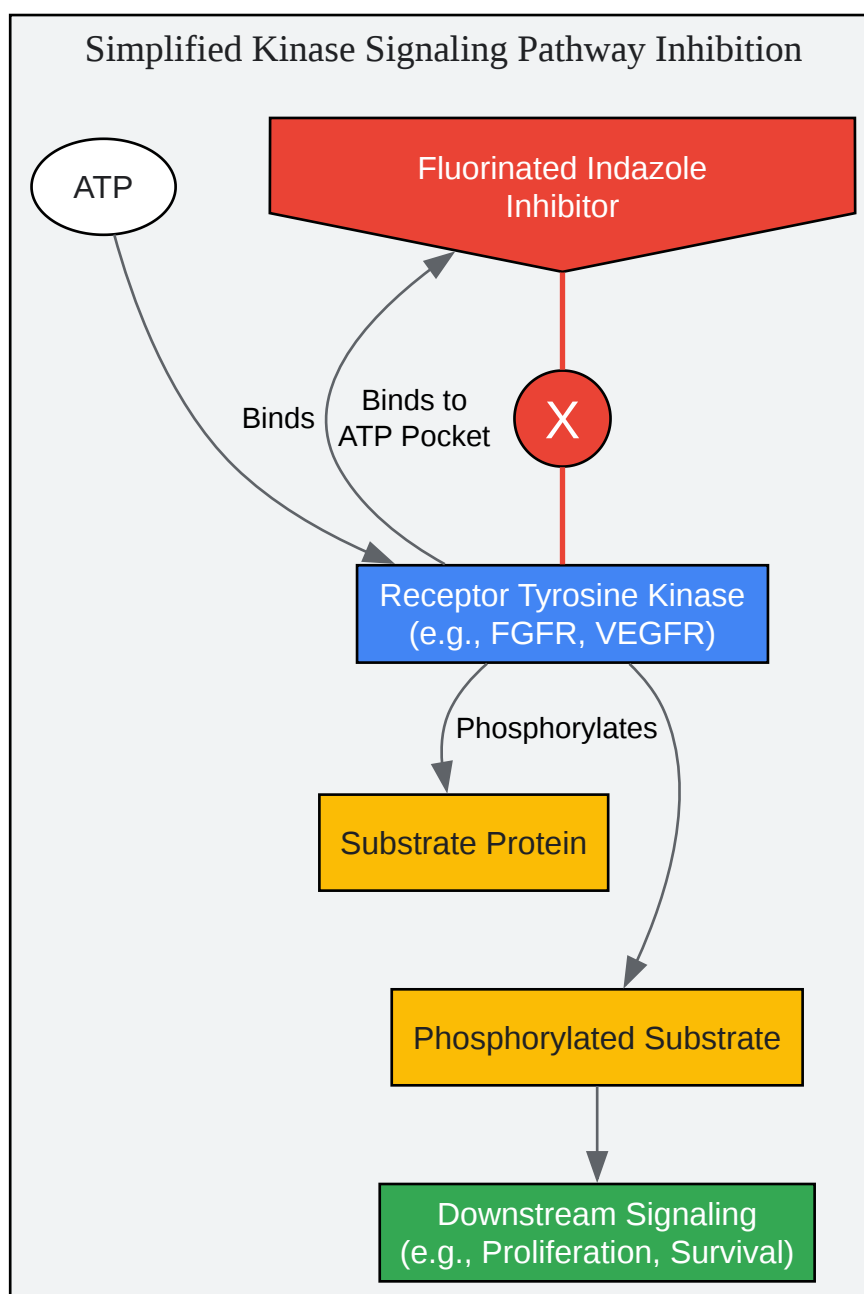 Simplified Kinase Signaling Pathway Inhibition
ATP
Fluorinated Indazole
Inhibitor
Binds
Binds to
ATP Pocket
X
Receptor Tyrosine Kinase
(e.g., FGFR, VEGFR)
Phosphorylates
Substrate Protein
Phosphorylated Substrate
Downstream Signaling
(e.g., Proliferation, Survival)